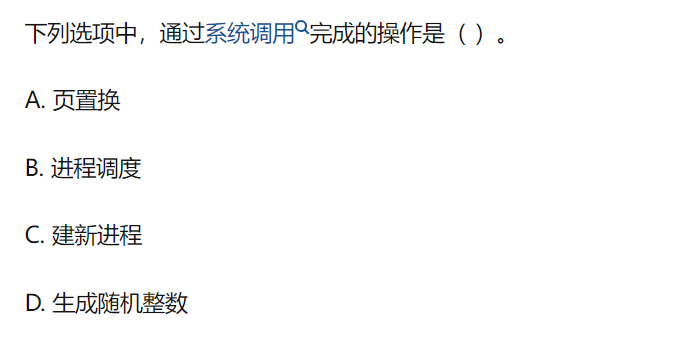 下列选项中，通过系统调用完成的操作是（ ）。
A. 页置换
B. 进程调度
C. 建新进程
D. 生成随机整数